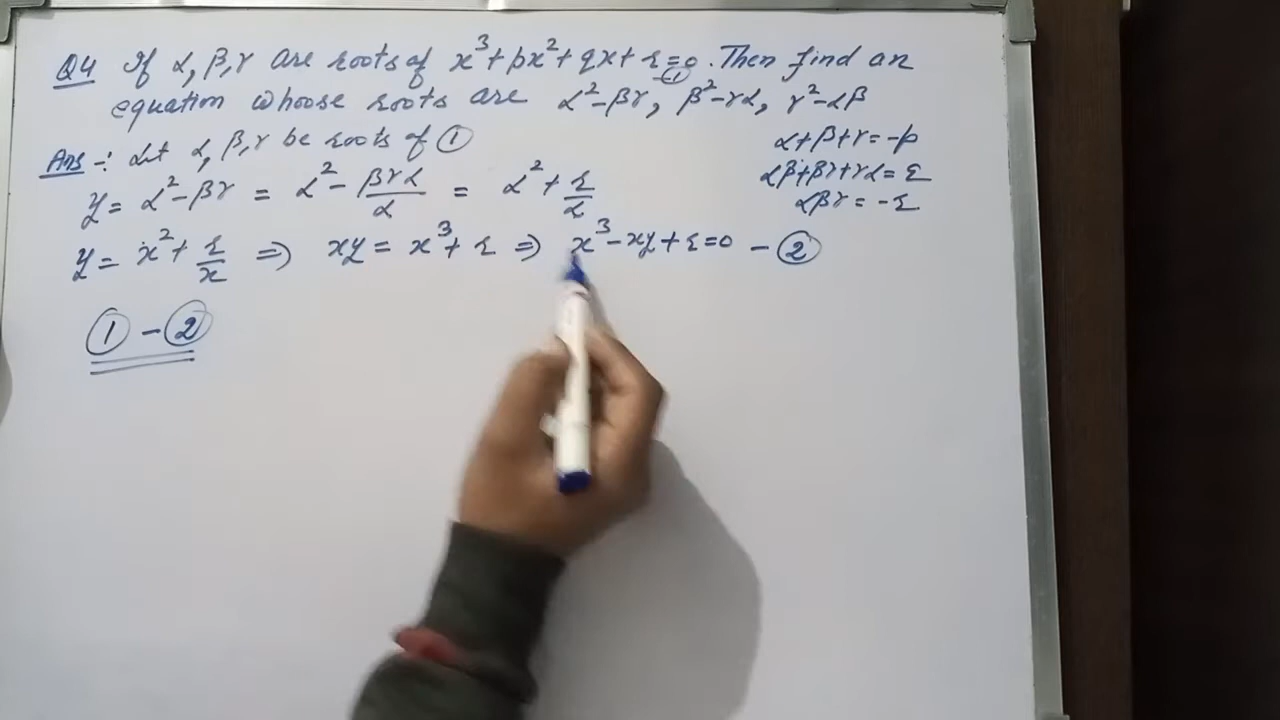 Q4 If α, β, γ are roots of x³+px²+qx+r=0. Then find an
①
equation whose roots are α²-βγ, β²-γα, γ²-αβ
Ans -: Let α, β, γ be roots of ①
α+β+γ=-p
y= α²-βγ = α²-βγα/α = α²+r/α
αβ+βγ+γα= r
αβγ = -r
y= x²+r/x => xy = x³+r => x³-xy+r=0 - ②
① - ②